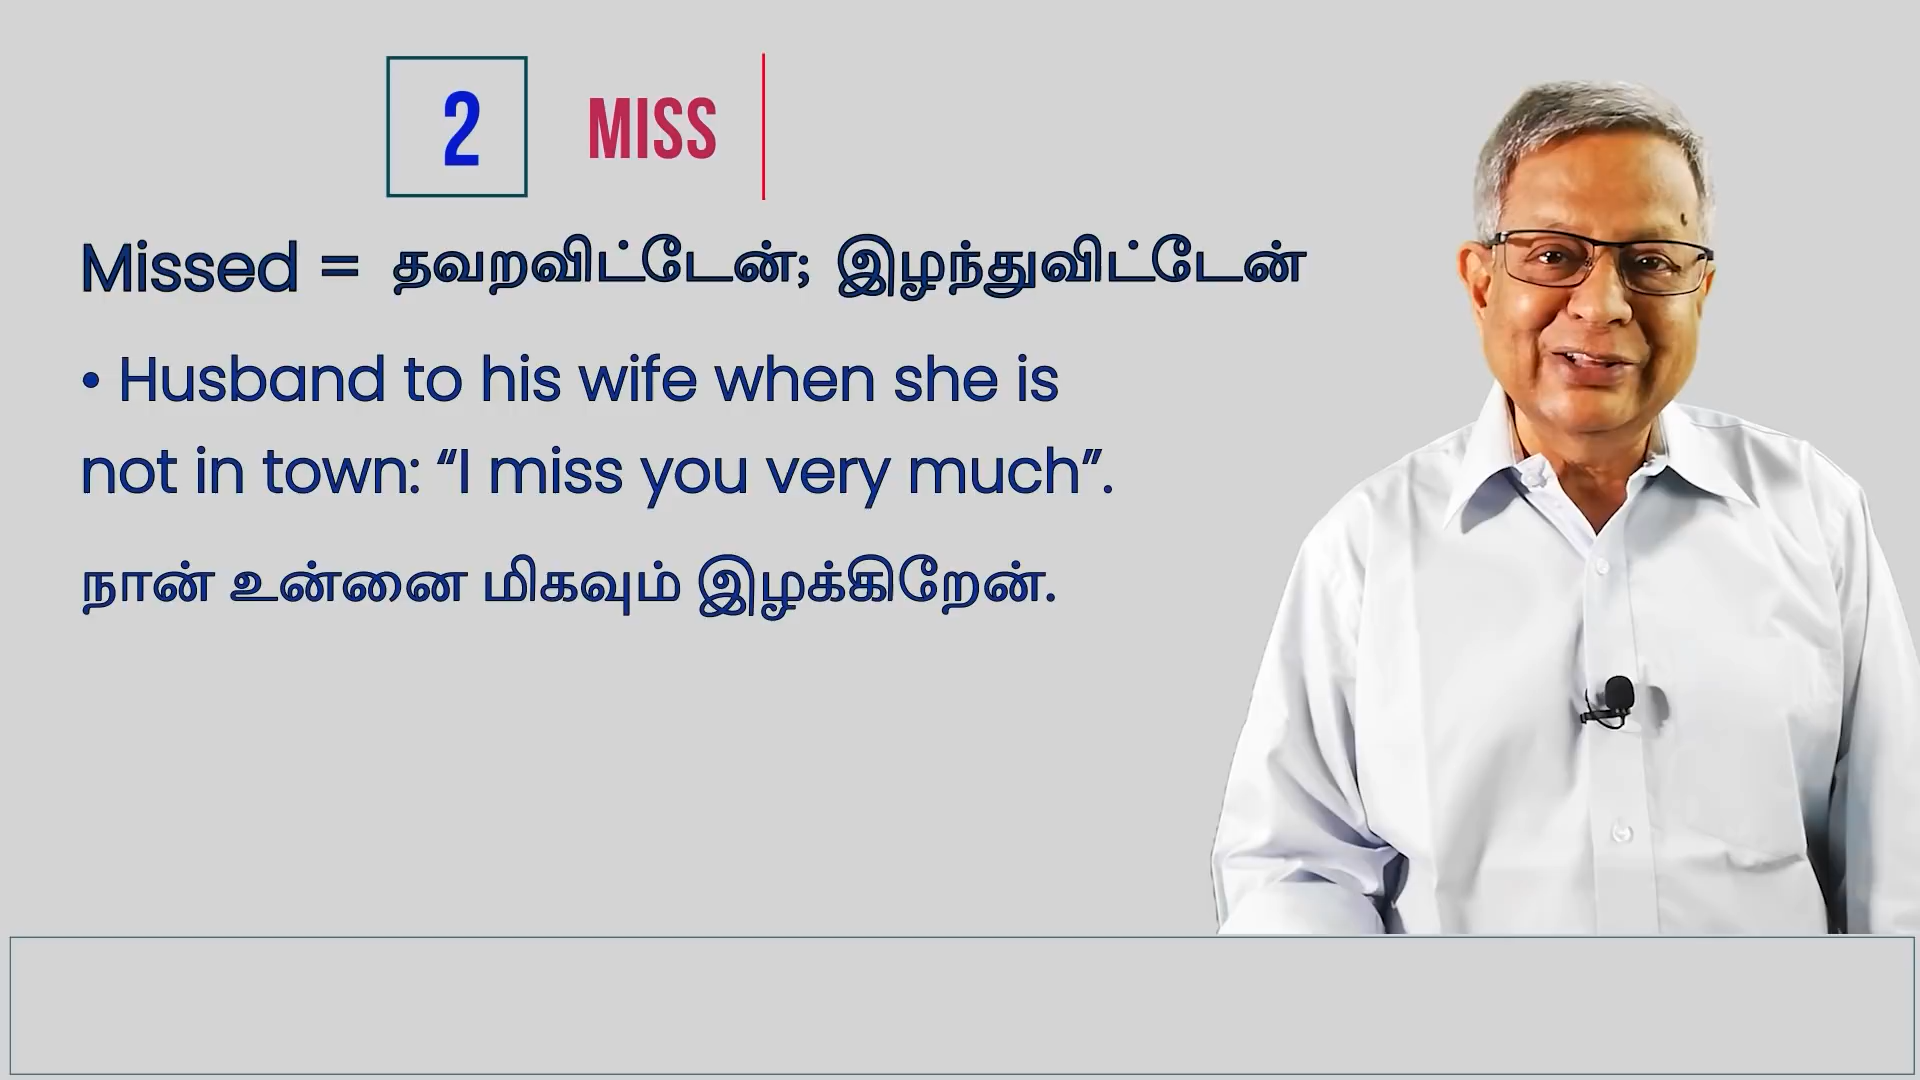 2 MISS
Missed = தவறவிட்டேன்; இழந்துவிட்டேன்
• Husband to his wife when she is
not in town: “I miss you very much”.
நான் உன்னை மிகவும் இழக்கிறேன்.